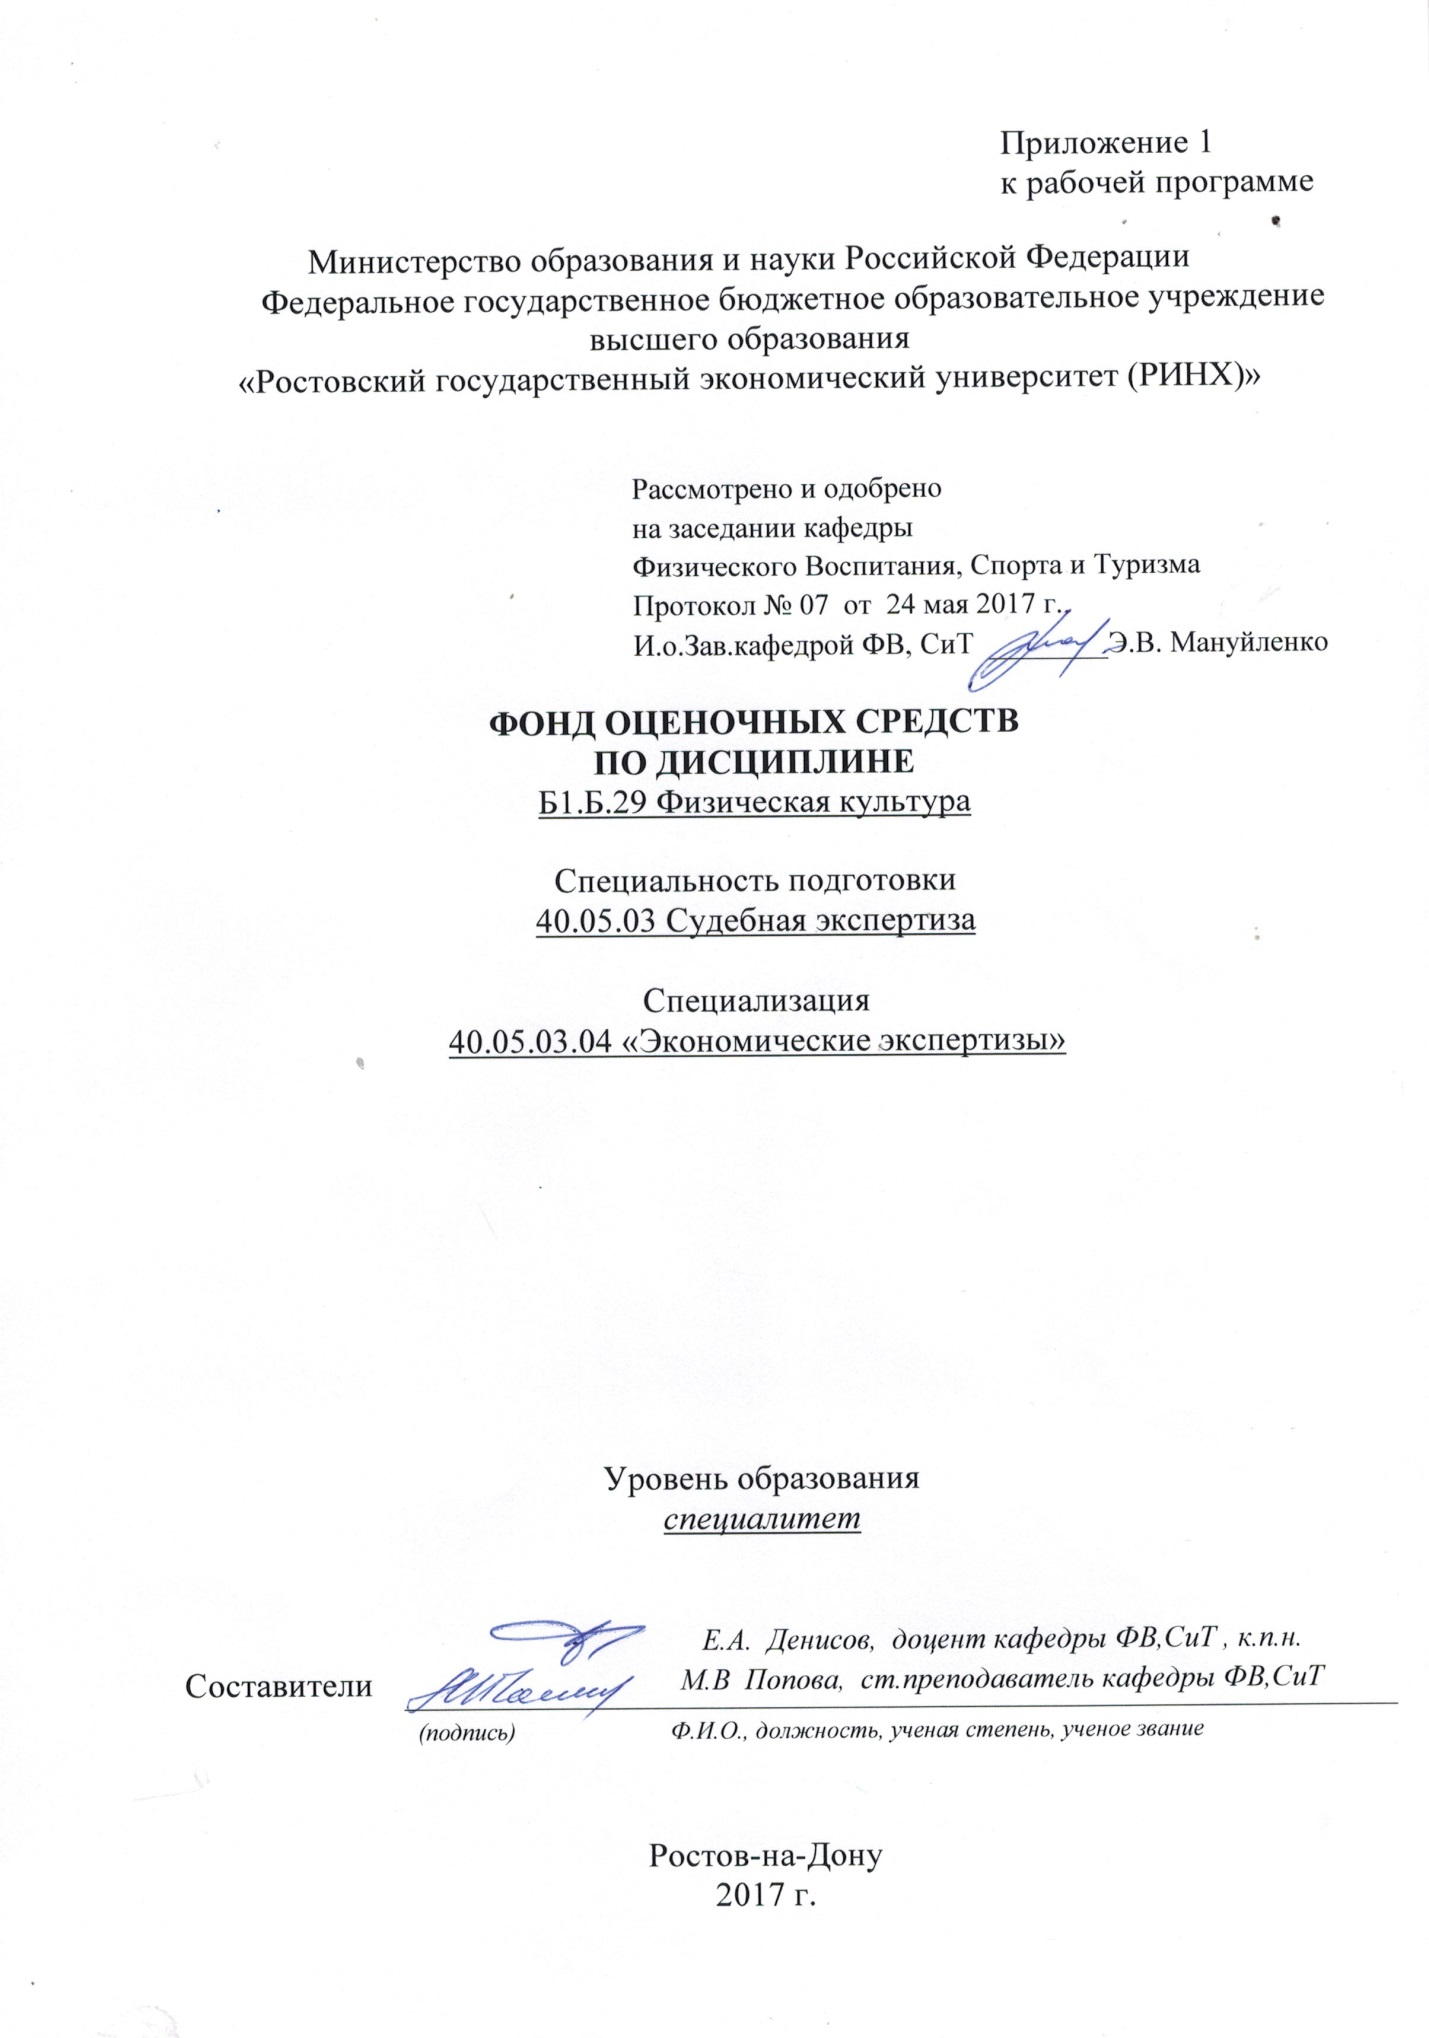 Приложение 1
к рабочей программе
Министерство образования и науки Российской Федерации
Федеральное государственное бюджетное образовательное учреждение
высшего образования
«Ростовский государственный экономический университет (РИНХ)»
Рассмотрено и одобрено
на заседании кафедры
Физического Воспитания, Спорта и Туризма
Протокол № 07 от 24 мая 2017 г.
И.о.Зав.кафедрой ФВ, СиТ ________Э.В. Мануйленко
ФОНД ОЦЕНОЧНЫХ СРЕДСТВ
ПО ДИСЦИПЛИНЕ
Б1.Б.29 Физическая культура
Специальность подготовки
40.05.03 Судебная экспертиза
Специализация
40.05.03.04 «Экономические экспертизы»
Уровень образования
специалитет
Е.А. Денисов, доцент кафедры ФВ,СиТ , к.п.н.
Составители М.В Попова, ст.преподаватель кафедры ФВ,СиТ
(подпись) Ф.И.О., должность, ученая степень, ученое звание
Ростов-на-Дону
2017 г.